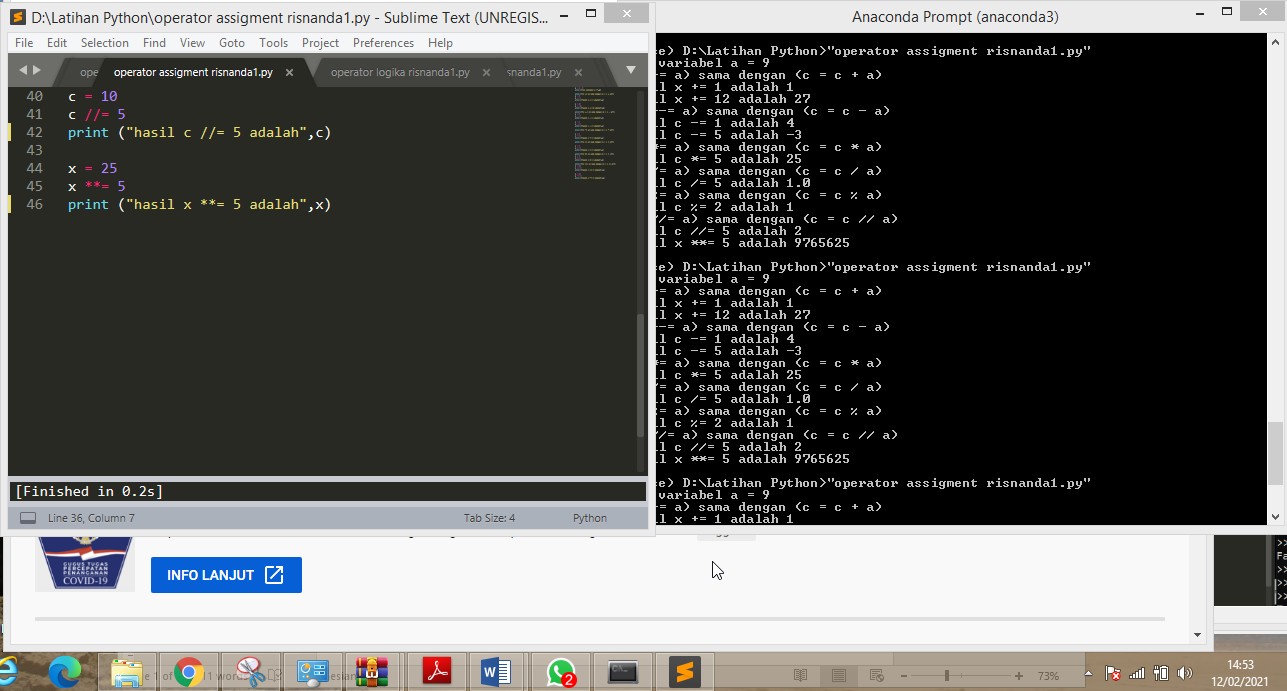 D:\Latihan Python\operator assigment risnanda1.py - Sublime Text (UNREGIS...
File Edit Selection Find View Goto Tools Project Preferences Help
ope operator assigment risnanda1.py × operator logika risnanda1.py × snanda1.py ×
40 c = 10
41 c //= 5
42 print ("hasil c //= 5 adalah",c)
43
44 x = 25
45 x **= 5
46 print ("hasil x **= 5 adalah",x)
[Finished in 0.2s]
Line 36, Column 7 Tab Size: 4 Python
Anaconda Prompt (anaconda3)
e) D:\Latihan Python>"operator assigment risnanda1.py"
variabel a = 9
= a) sama dengan (c = c + a)
l x += 1 adalah 1
l x += 12 adalah 27
-= a) sama dengan (c = c - a)
l c -= 1 adalah 4
l c -= 5 adalah -3
= a) sama dengan (c = c * a)
l c *= 5 adalah 25
= a) sama dengan (c = c / a)
l c /= 5 adalah 1.0
= a) sama dengan (c = c % a)
l c %= 2 adalah 1
/= a) sama dengan (c = c // a)
l c //= 5 adalah 2
l x **= 5 adalah 9765625
e) D:\Latihan Python>"operator assigment risnanda1.py"
variabel a = 9
= a) sama dengan (c = c + a)
l x += 1 adalah 1
l x += 12 adalah 27
-= a) sama dengan (c = c - a)
l c -= 1 adalah 4
l c -= 5 adalah -3
= a) sama dengan (c = c * a)
l c *= 5 adalah 25
= a) sama dengan (c = c / a)
l c /= 5 adalah 1.0
= a) sama dengan (c = c % a)
l c %= 2 adalah 1
/= a) sama dengan (c = c // a)
l c //= 5 adalah 2
l x **= 5 adalah 9765625
e) D:\Latihan Python>"operator assigment risnanda1.py"
variabel a = 9
= a) sama dengan (c = c + a)
l x += 1 adalah 1
GUGUS TUGAS
PERCEPATAN
PENANGANAN
COVID-19
INFO LANJUT
>>
Fa
>>
>>
>>
2
73%
14:53
12/02/2021